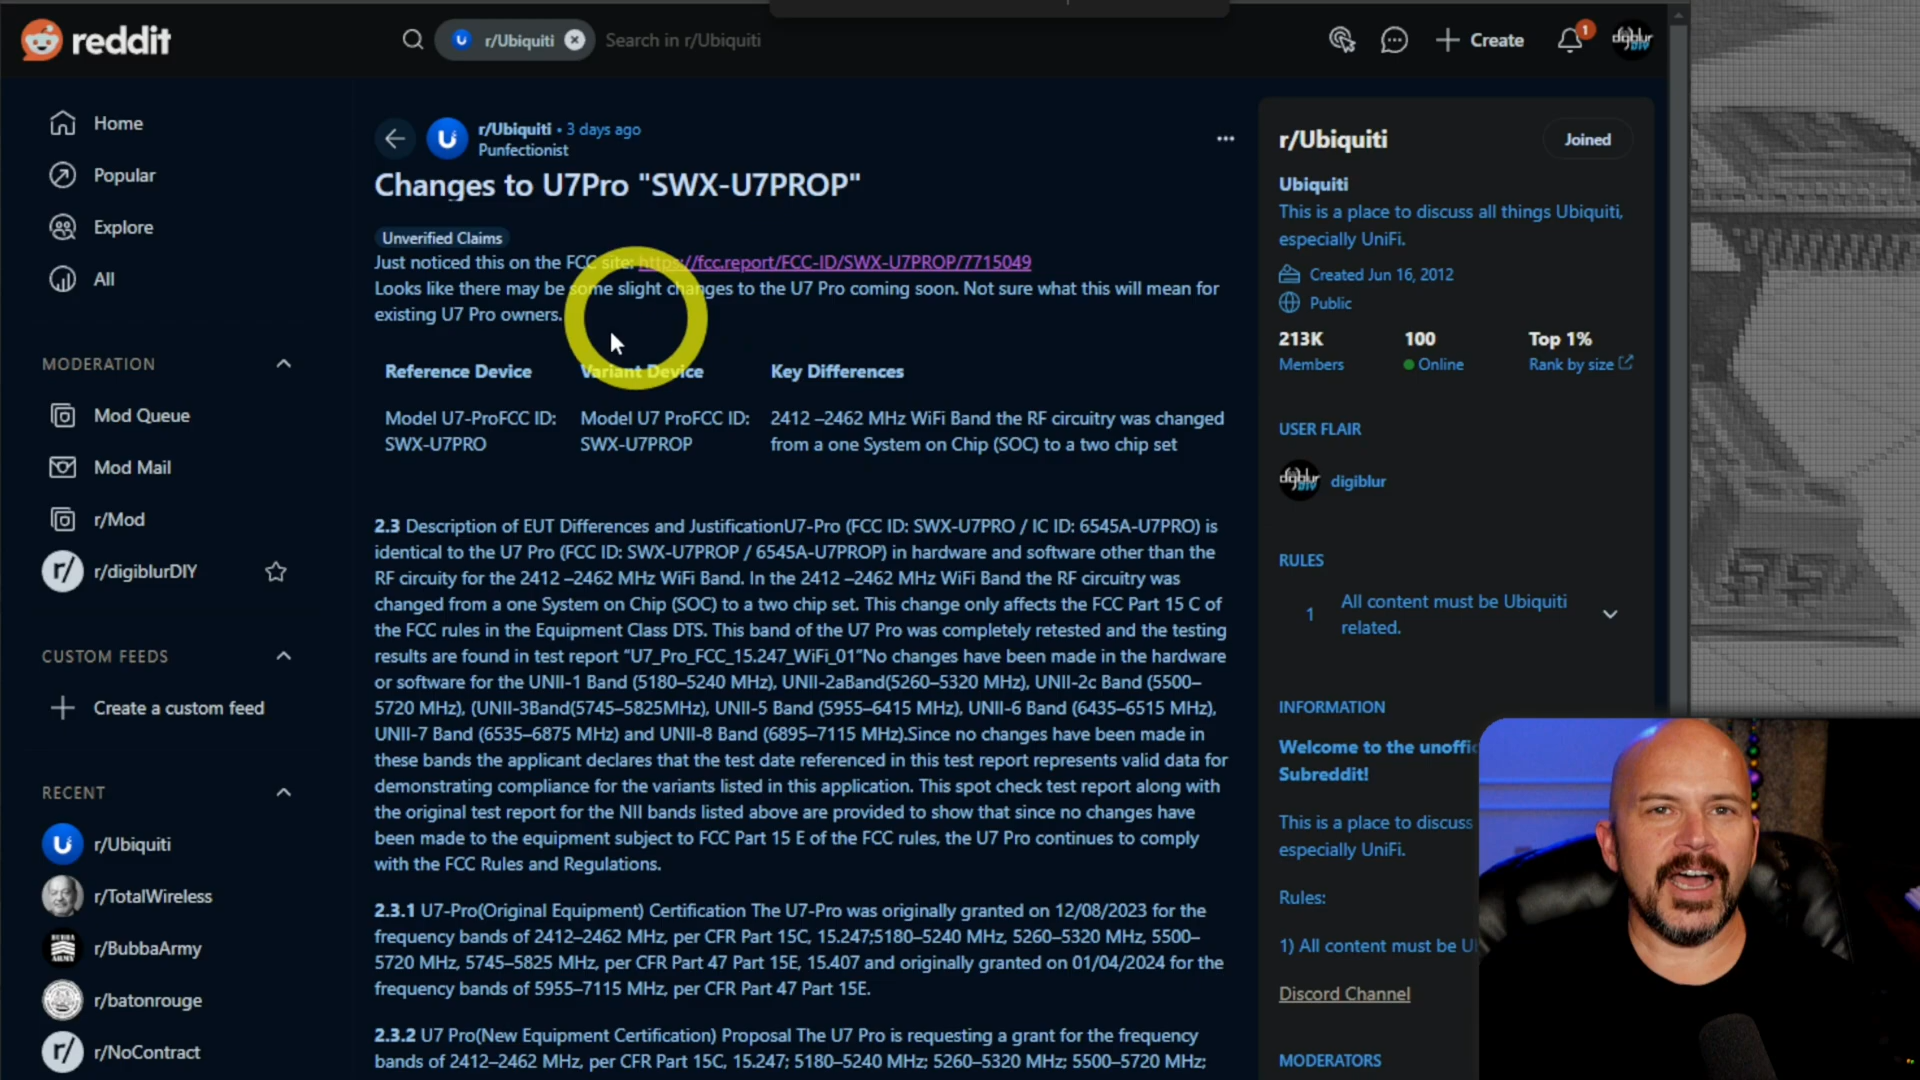 reddit
r/Ubiquiti
Search in r/Ubiquiti
Create
1
Home
Popular
Explore
All
MODERATION
Mod Queue
Mod Mail
r/Mod
r/ r/digiblurDIY
CUSTOM FEEDS
Create a custom feed
RECENT
r/Ubiquiti
r/TotalWireless
r/BubbaArmy
r/batonrouge
r/ r/NoContract
r/Ubiquiti • 3 days ago
Punfectionist
Changes to U7Pro "SWX-U7PROP"
Unverified Claims
Just noticed this on the FCC site: https://fcc.report/FCC-ID/SWX-U7PROP/7715049
Looks like there may be some slight changes to the U7 Pro coming soon. Not sure what this will mean for
existing U7 Pro owners.
Reference Device Variant Device Key Differences
Model U7-ProFCC ID: Model U7 ProFCC ID: 2412 –2462 MHz WiFi Band the RF circuitry was changed
SWX-U7PRO SWX-U7PROP from a one System on Chip (SOC) to a two chip set
2.3 Description of EUT Differences and JustificationU7-Pro (FCC ID: SWX-U7PRO / IC ID: 6545A-U7PRO) is
identical to the U7 Pro (FCC ID: SWX-U7PROP / 6545A-U7PROP) in hardware and software other than the
RF circuity for the 2412 –2462 MHz WiFi Band. In the 2412 –2462 MHz WiFi Band the RF circuitry was
changed from a one System on Chip (SOC) to a two chip set. This change only affects the FCC Part 15 C of
the FCC rules in the Equipment Class DTS. This band of the U7 Pro was completely retested and the testing
results are found in test report “U7_Pro_FCC_15.247_WiFi_01”No changes have been made in the hardware
or software for the UNII-1 Band (5180–5240 MHz), UNII-2aBand(5260–5320 MHz), UNII-2c Band (5500–
5720 MHz), (UNII-3Band(5745–5825MHz), UNII-5 Band (5955–6415 MHz), UNII-6 Band (6435–6515 MHz),
UNII-7 Band (6535–6875 MHz) and UNII-8 Band (6895–7115 MHz).Since no changes have been made in
these bands the applicant declares that the test date referenced in this test report represents valid data for
demonstrating compliance for the variants listed in this application. This spot check test report along with
the original test report for the NII bands listed above are provided to show that since no changes have
been made to the equipment subject to FCC Part 15 E of the FCC rules, the U7 Pro continues to comply
with the FCC Rules and Regulations.
2.3.1 U7-Pro(Original Equipment) Certification The U7-Pro was originally granted on 12/08/2023 for the
frequency bands of 2412–2462 MHz, per CFR Part 15C, 15.247;5180–5240 MHz, 5260–5320 MHz, 5500–
5720 MHz, 5745–5825 MHz, per CFR Part 47 Part 15E, 15.407 and originally granted on 01/04/2024 for the
frequency bands of 5955–7115 MHz, per CFR Part 47 Part 15E.
2.3.2 U7 Pro(New Equipment Certification) Proposal The U7 Pro is requesting a grant for the frequency
bands of 2412–2462 MHz, per CFR Part 15C, 15.247; 5180–5240 MHz; 5260–5320 MHz; 5500–5720 MHz;
r/Ubiquiti
Joined
Ubiquiti
This is a place to discuss all things Ubiquiti,
especially UniFi.
Created Jun 16, 2012
Public
213K 100 Top 1%
Members Online Rank by size
USER FLAIR
digiblur
RULES
1 All content must be Ubiquiti
related.
INFORMATION
Welcome to the unoffic
Subreddit!
This is a place to discuss
especially UniFi.
Rules:
1) All content must be U
Discord Channel
MODERATORS